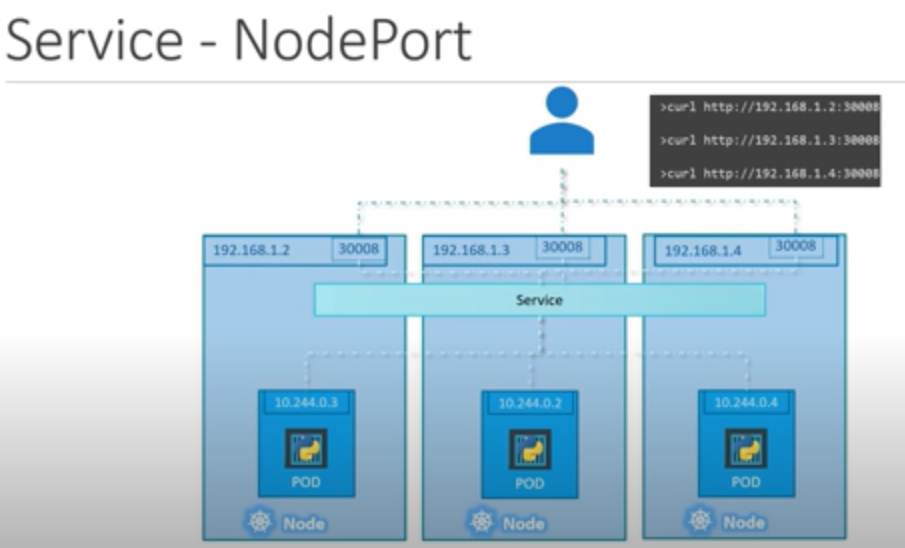 Service - NodePort
>curl http://192.168.1.2:30008
>curl http://192.168.1.3:30008
>curl http://192.168.1.4:30008
192.168.1.2 30008 192.168.1.3 30008 192.168.1.4 30008
Service
10.244.0.3 10.244.0.2 10.244.0.4
POD POD POD
Node Node Node